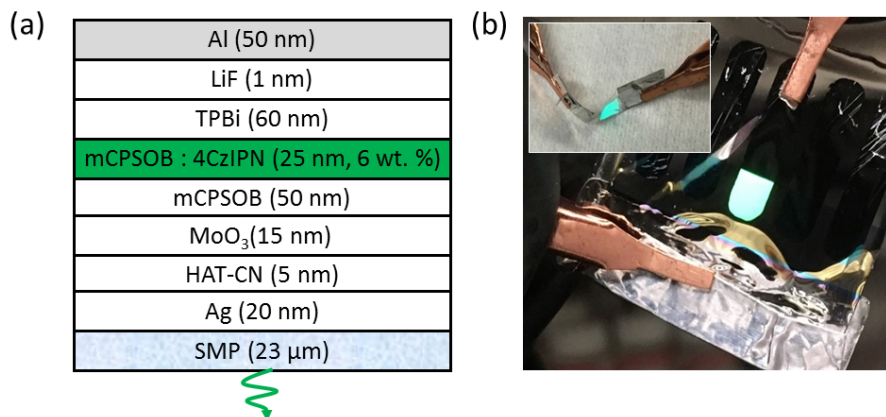 (a)
Al (50 nm)
LiF (1 nm)
TPBi (60 nm)
mCPSOB : 4CzIPN (25 nm, 6 wt. %)
mCPSOB (50 nm)
MoO₃(15 nm)
HAT-CN (5 nm)
Ag (20 nm)
SMP (23 μm)
(b)